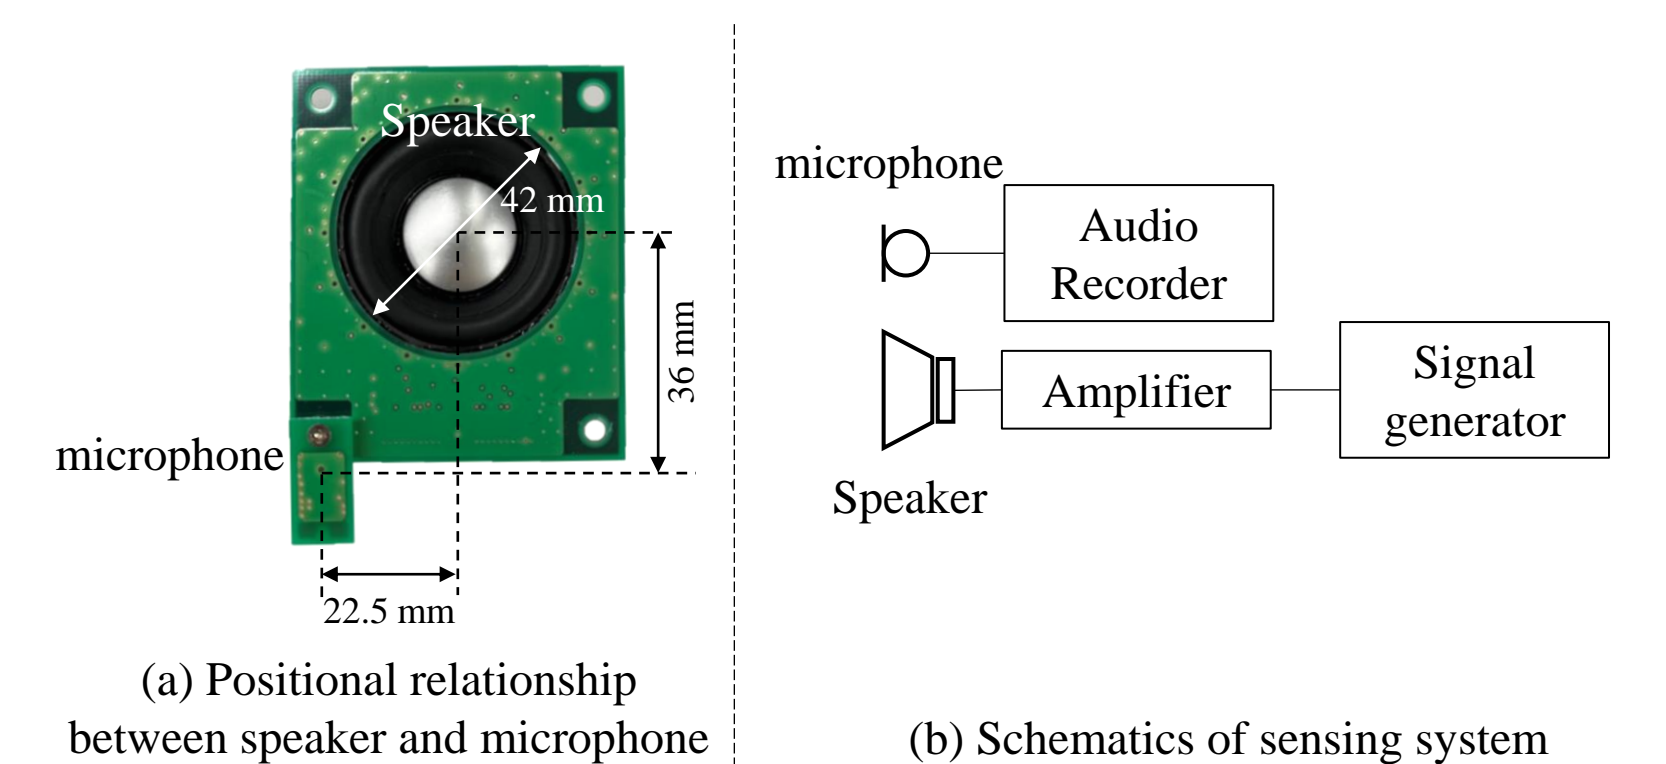 Speaker
42 mm
36 mm
microphone
22.5 mm
(a) Positional relationship
between speaker and microphone
microphone
Audio
Recorder
Amplifier
Signal
generator
Speaker
(b) Schematics of sensing system